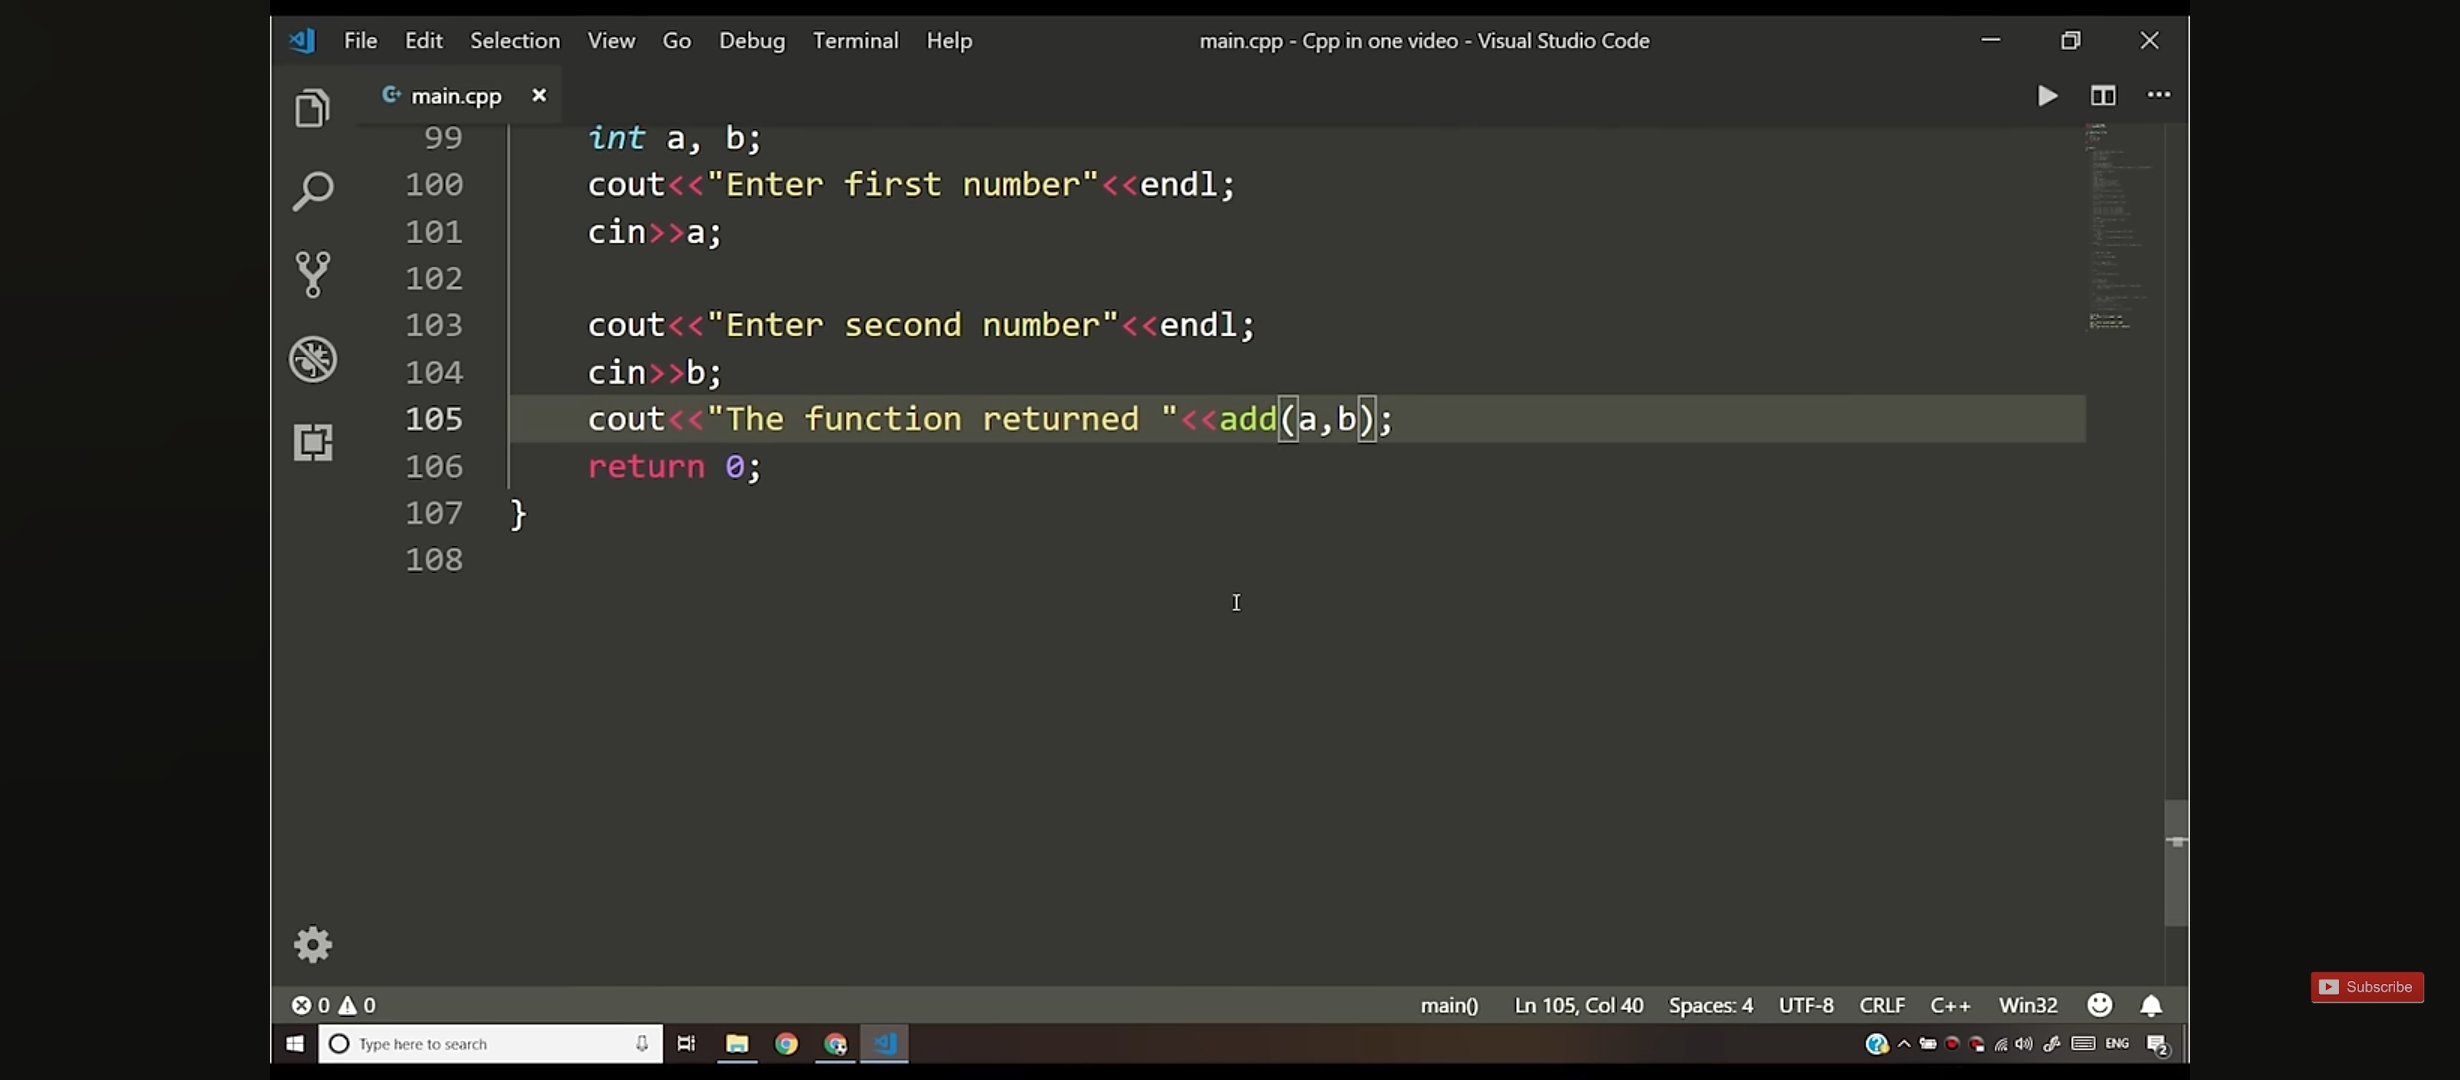 File Edit Selection View Go Debug Terminal Help main.cpp - Cpp in one video - Visual Studio Code
main.cpp
99 int a, b;
100 cout<<"Enter first number"<<endl;
101 cin>>a;
102
103 cout<<"Enter second number"<<endl;
104 cin>>b;
105 cout<<"The function returned "<<add(a,b);
106 return 0;
107 }
108
Subscribe
0 0 main() Ln 105, Col 40 Spaces: 4 UTF-8 CRLF C++ Win32
Type here to search ENG 2